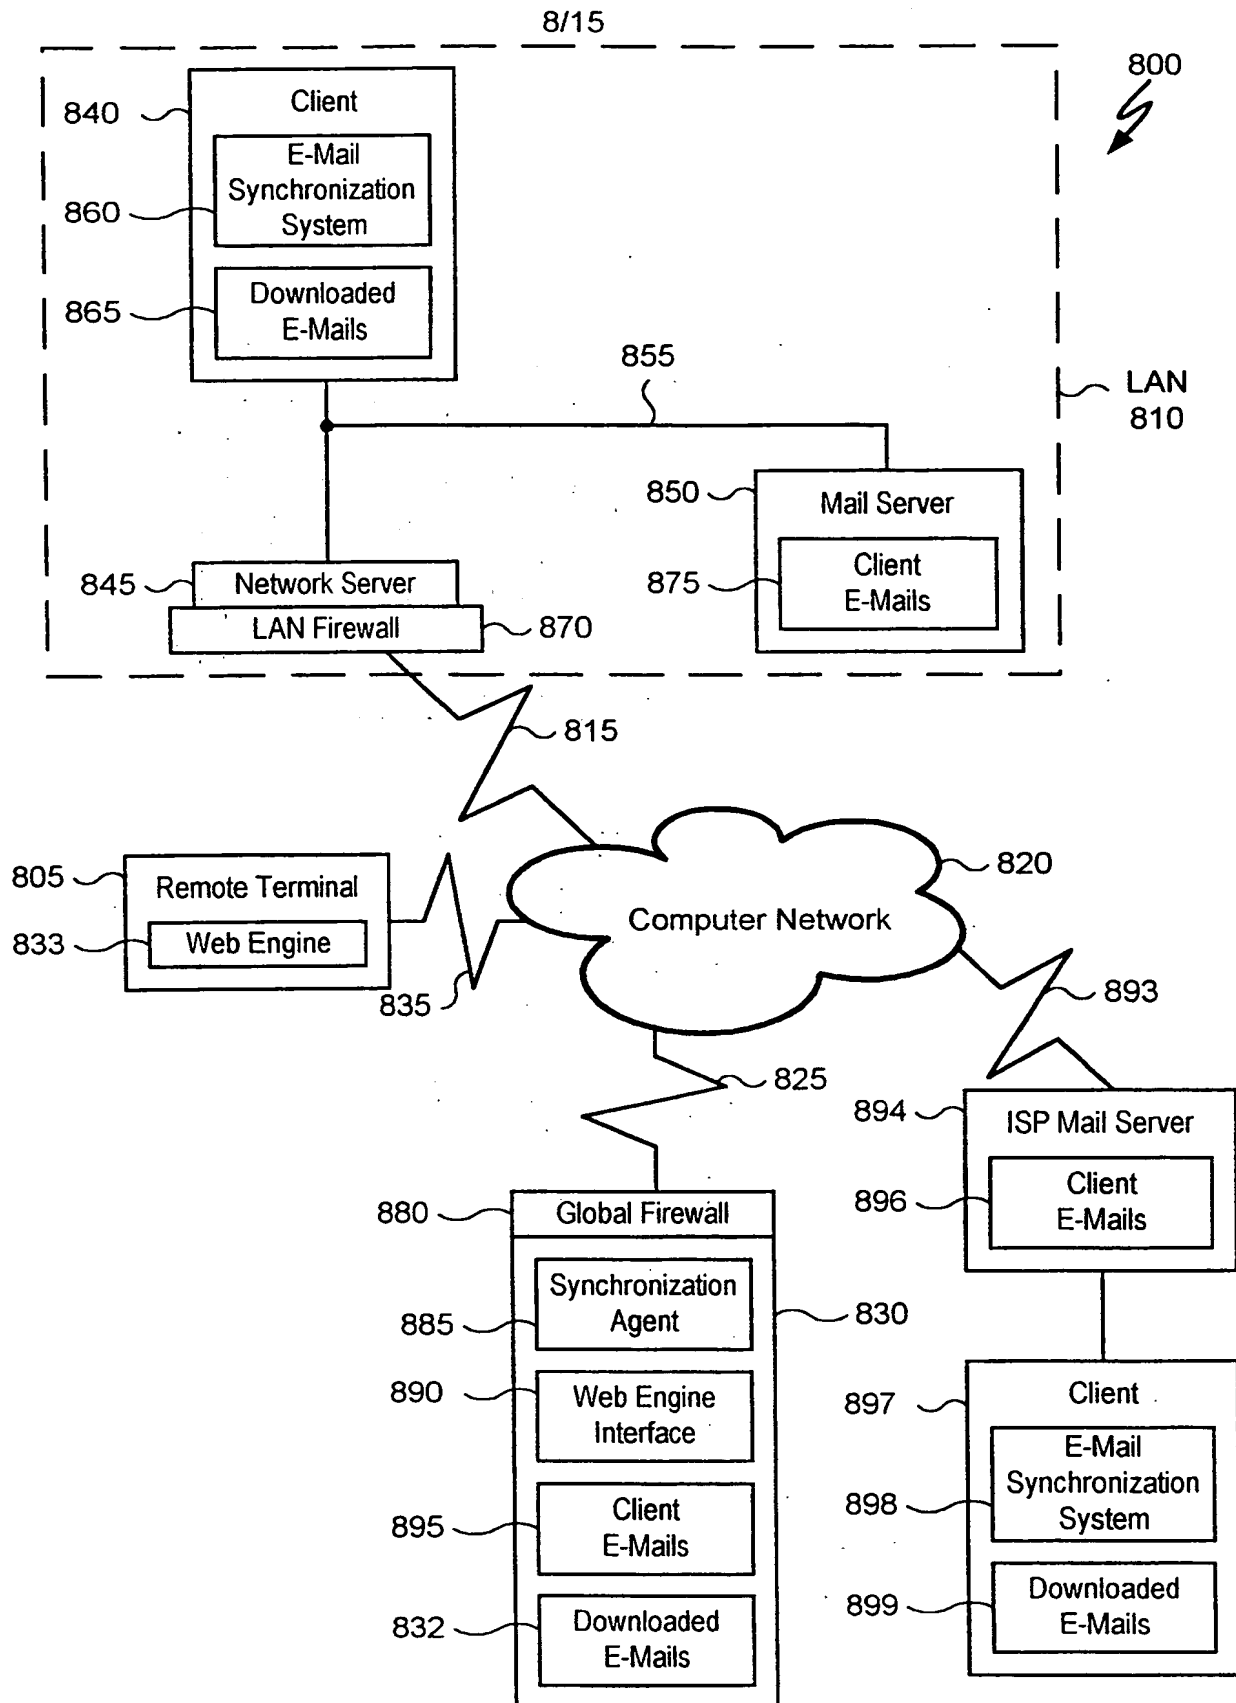 8/15
800
840
Client
E-Mail
Synchronization
System
860
Downloaded
E-Mails
865
855
LAN
810
850
Mail Server
Client
E-Mails
875
845
Network Server
LAN Firewall
870
815
820
Computer Network
805
Remote Terminal
833
Web Engine
835
893
825
894
ISP Mail Server
Client
E-Mails
896
880
Global Firewall
Synchronization
Agent
885
830
890
Web Engine
Interface
Client
E-Mails
895
832
Downloaded
E-Mails
897
Client
E-Mail
Synchronization
System
898
Downloaded
E-Mails
899